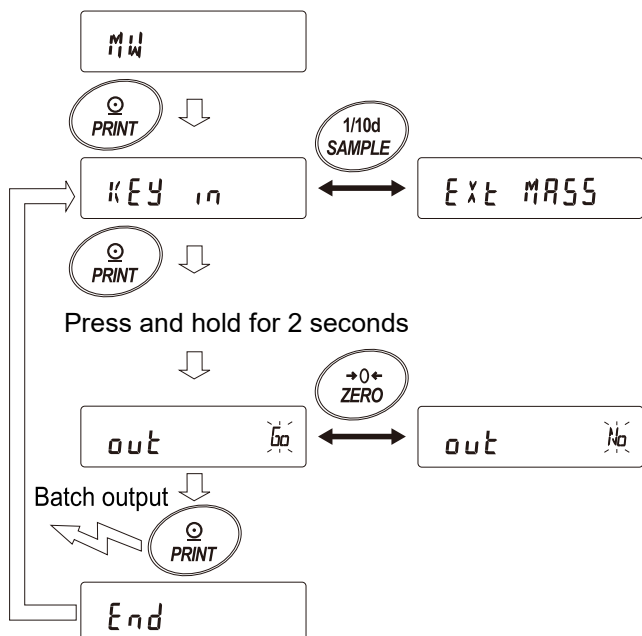 MW
PRINT
1/10d
SAMPLE
KEY in
Ext MASS
PRINT
Press and hold for 2 seconds
→0←
ZERO
out Go
out No
Batch output
PRINT
End